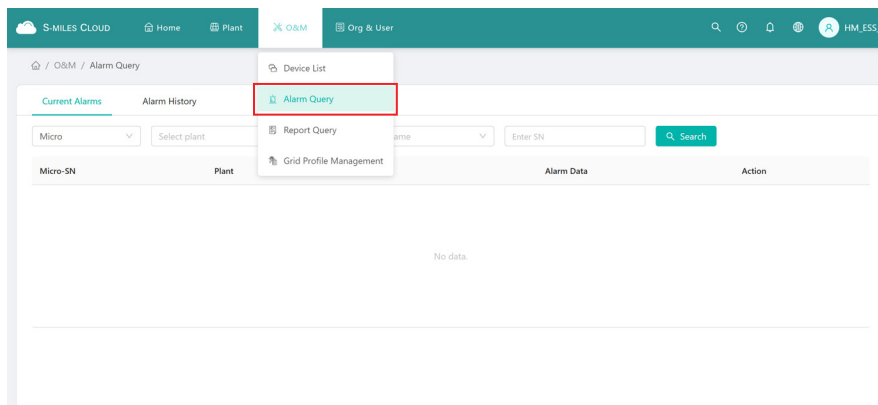 S-MILES CLOUD Home Plant O&M Org & User HM_ESS_
/ O&M / Alarm Query
Device List
Current Alarms Alarm History
Alarm Query
Report Query
Micro Select plant ame Enter SN Search
Grid Profile Management
Micro-SN Plant Alarm Data Action
No data.